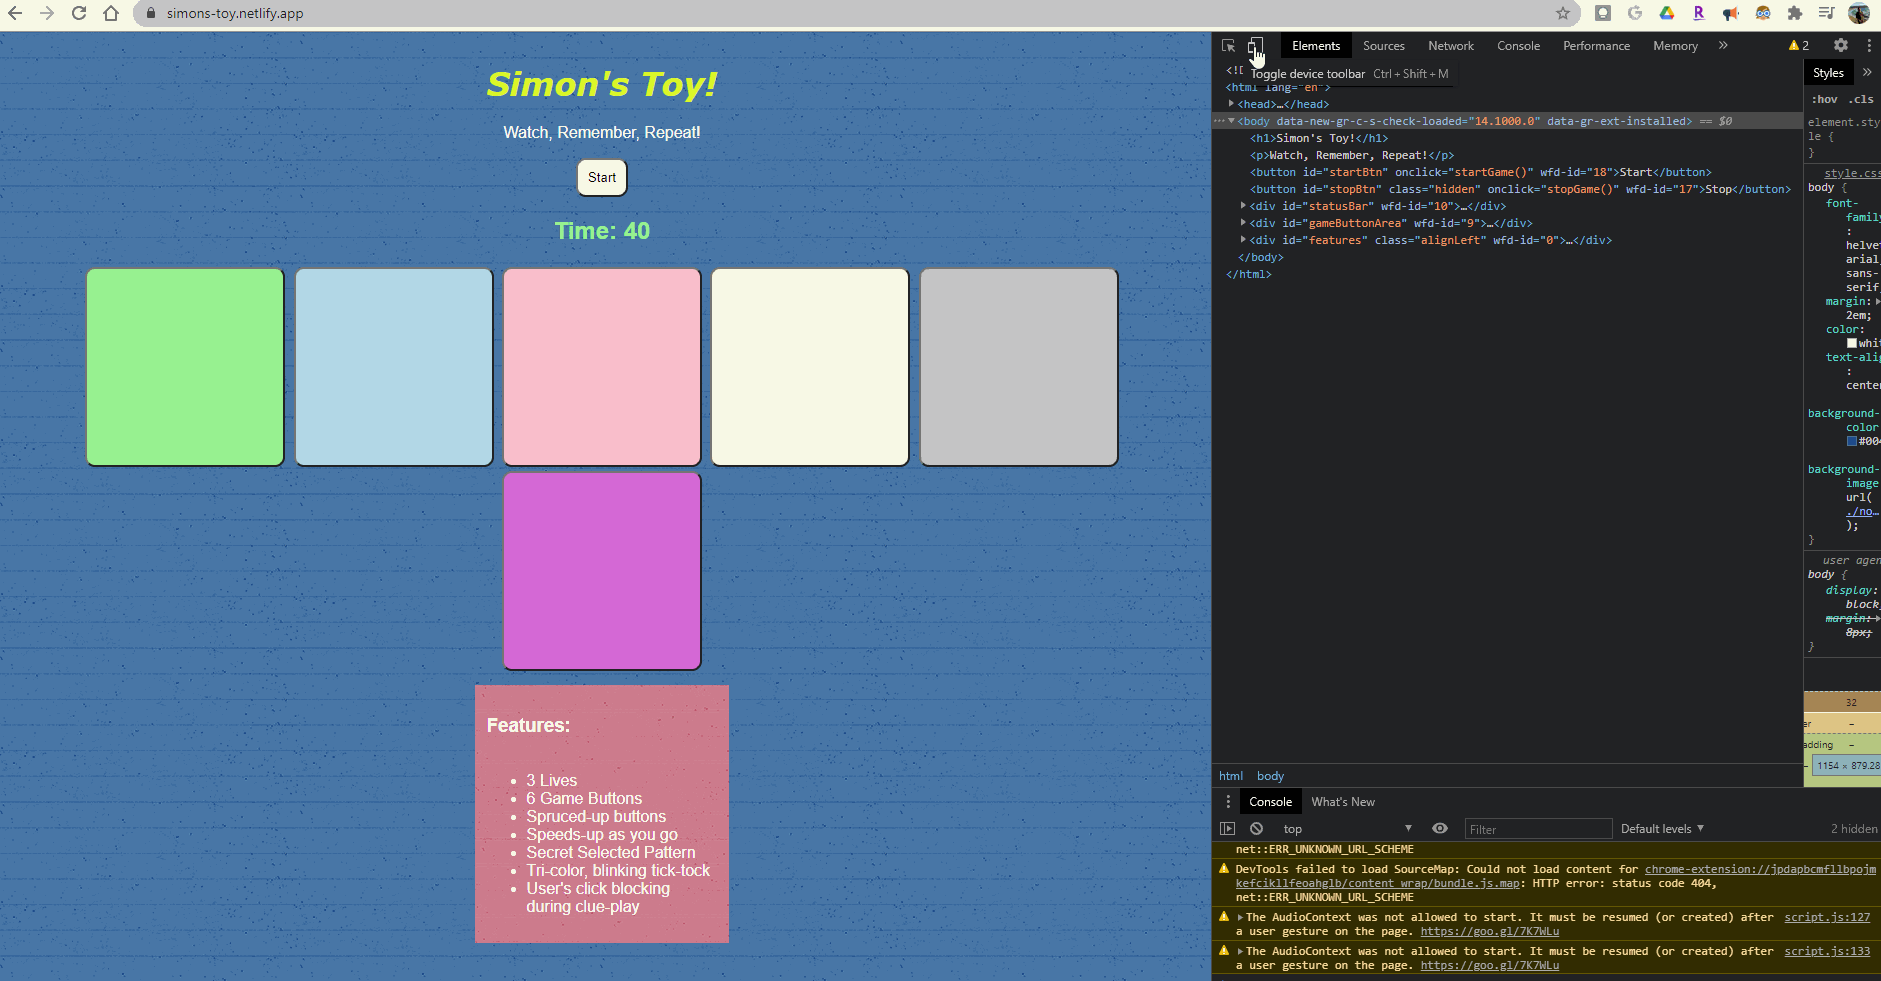 simons-toy.netlify.app
Simon's Toy!
Watch, Remember, Repeat!
Start
Time: 40
Features:
• 3 Lives
• 6 Game Buttons
• Spruced-up buttons
• Speeds-up as you go
• Secret Selected Pattern
• Tri-color, blinking tick-tock
• User's click blocking
during clue-play
Elements Sources Network Console Performance Memory » 2
Toggle device toolbar Ctrl + Shift + M
<![
<html lang="en">
<head>…</head>
<body data-new-gr-c-s-check-loaded="14.1000.0" data-gr-ext-installed> == $0
<h1>Simon's Toy!</h1>
<p>Watch, Remember, Repeat!</p>
<button id="startBtn" onclick="startGame()" wfd-id="18">Start</button>
<button id="stopBtn" class="hidden" onclick="stopGame()" wfd-id="17">Stop</button>
<div id="statusBar" wfd-id="10">…</div>
<div id="gameButtonArea" wfd-id="9">…</div>
<div id="features" class="alignLeft" wfd-id="0">…</div>
</body>
</html>
Styles »
:hov .cls
element.sty
le {
}
style.css
body {
font-
family
:
helve
arial,
sans-
serif
margin:
2em;
color:
whi
text-ali
:
cente
background-
color
#00
background-
image
url(
./no…
);
}
user agen
body {
display:
block
margin:
8px;
}
32
er –
adding –
1154 × 879.28
html body
Console What's New
top Filter Default levels 2 hidden
net::ERR_UNKNOWN_URL_SCHEME
DevTools failed to load SourceMap: Could not load content for chrome-extension://jpdapbcmfllbpojm
kefcikllfeoahglb/content_wrap/bundle.js.map: HTTP error: status code 404,
net::ERR_UNKNOWN_URL_SCHEME
The AudioContext was not allowed to start. It must be resumed (or created) after script.js:127
a user gesture on the page. https://goo.gl/7K7WLu
The AudioContext was not allowed to start. It must be resumed (or created) after script.js:133
a user gesture on the page. https://goo.gl/7K7WLu